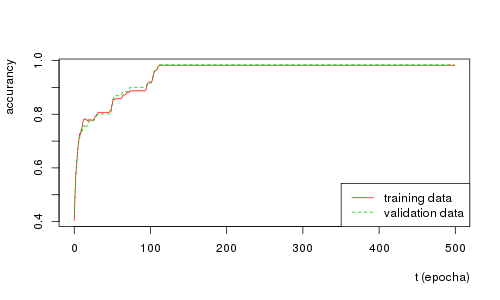 accurancy
1.0
0.8
0.6
0.4
training data
validation data
0 100 200 300 400 500
t (epocha)